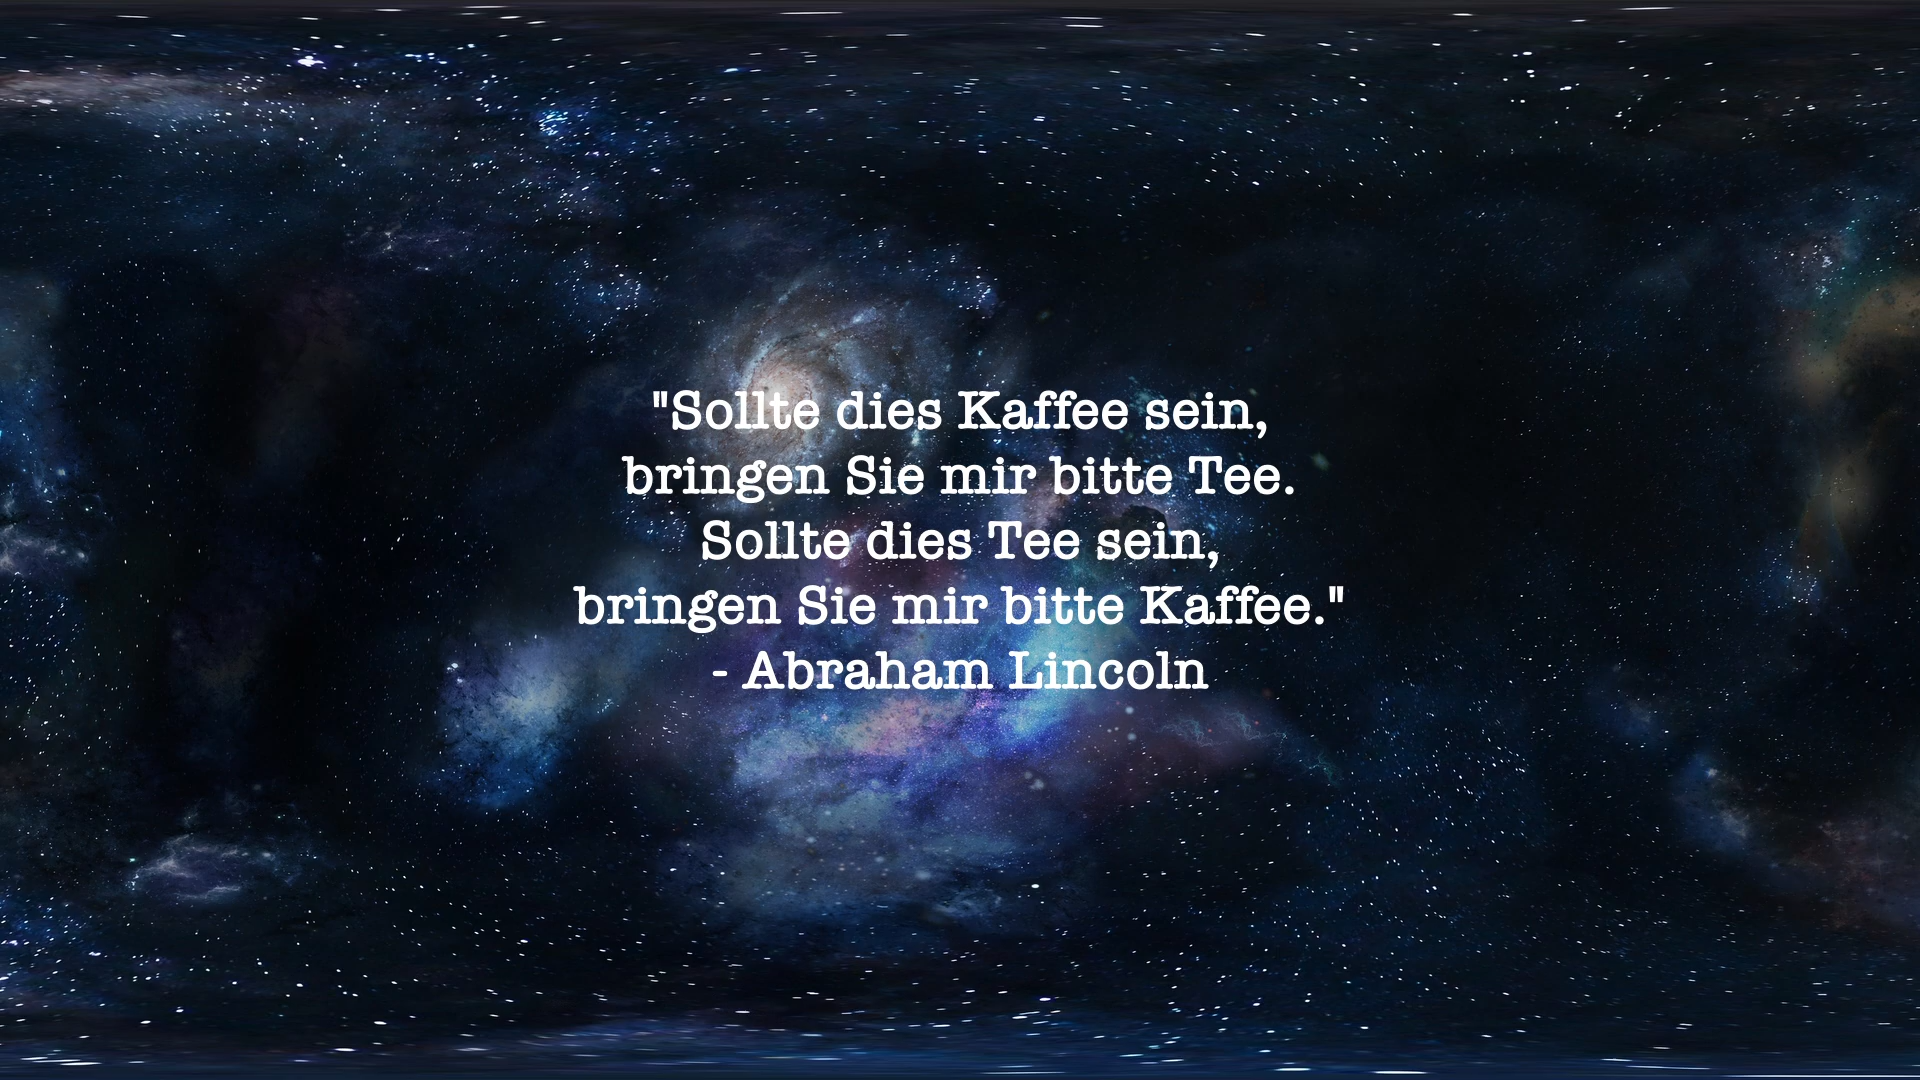 "Sollte dies Kaffee sein,
bringen Sie mir bitte Tee.
Sollte dies Tee sein,
bringen Sie mir bitte Kaffee."
- Abraham Lincoln